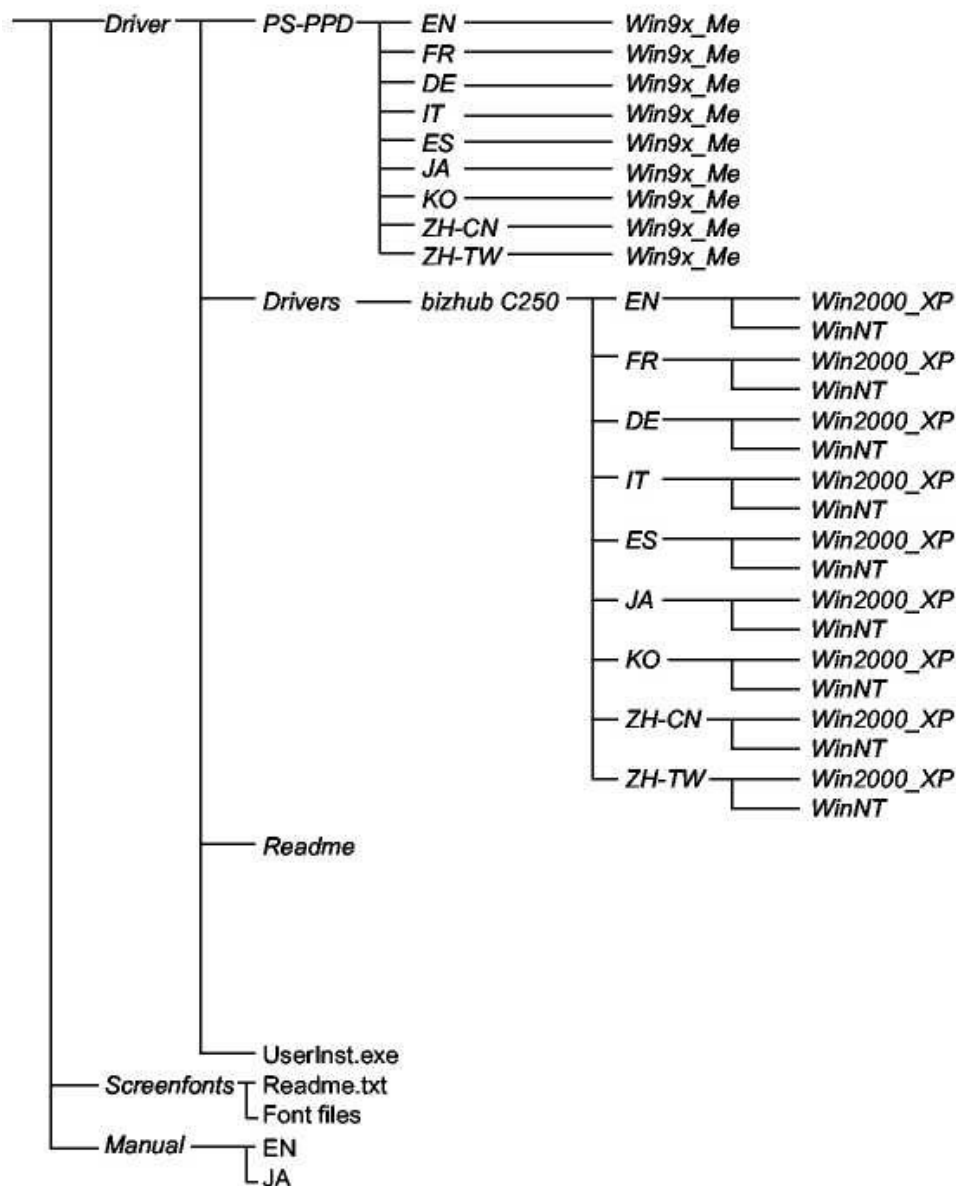 Driver PS-PPD EN Win9x_Me
FR Win9x_Me
DE Win9x_Me
IT Win9x_Me
ES Win9x_Me
JA Win9x_Me
KO Win9x_Me
ZH-CN Win9x_Me
ZH-TW Win9x_Me
Drivers bizhub C250 EN Win2000_XP
WinNT
FR Win2000_XP
WinNT
DE Win2000_XP
WinNT
IT Win2000_XP
WinNT
ES Win2000_XP
WinNT
JA Win2000_XP
WinNT
KO Win2000_XP
WinNT
ZH-CN Win2000_XP
WinNT
ZH-TW Win2000_XP
WinNT
Readme
UserInst.exe
Screenfonts Readme.txt
Font files
Manual EN
JA